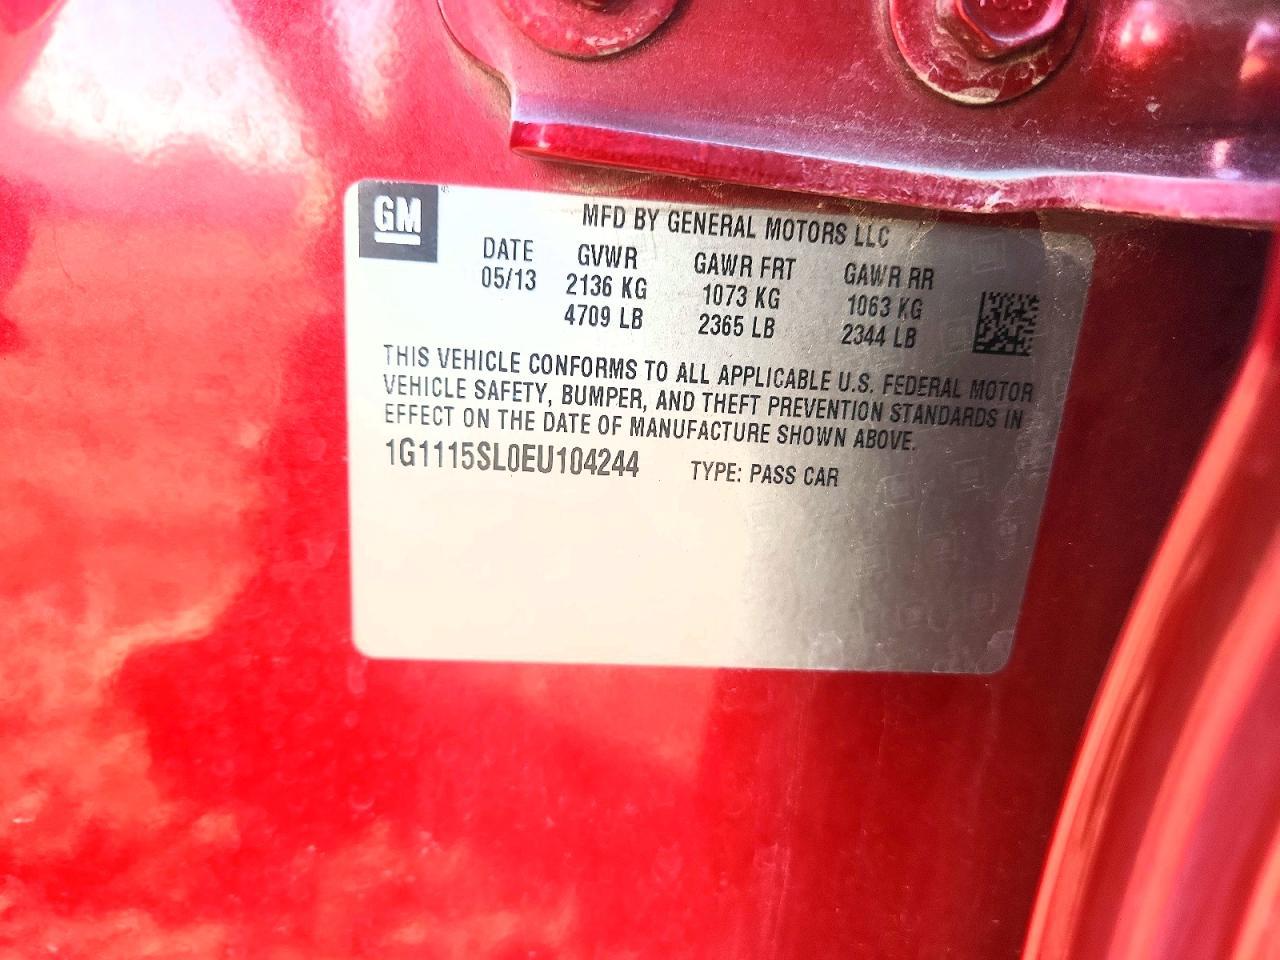 GM
MFD BY GENERAL MOTORS LLC
DATE GVWR GAWR FRT GAWR RR
05/13 2136 KG 1073 KG 1063 KG
4709 LB 2365 LB 2344 LB
THIS VEHICLE CONFORMS TO ALL APPLICABLE U.S. FEDERAL MOTOR
VEHICLE SAFETY, BUMPER, AND THEFT PREVENTION STANDARDS IN
EFFECT ON THE DATE OF MANUFACTURE SHOWN ABOVE.
1G1115SL0EU104244 TYPE: PASS CAR